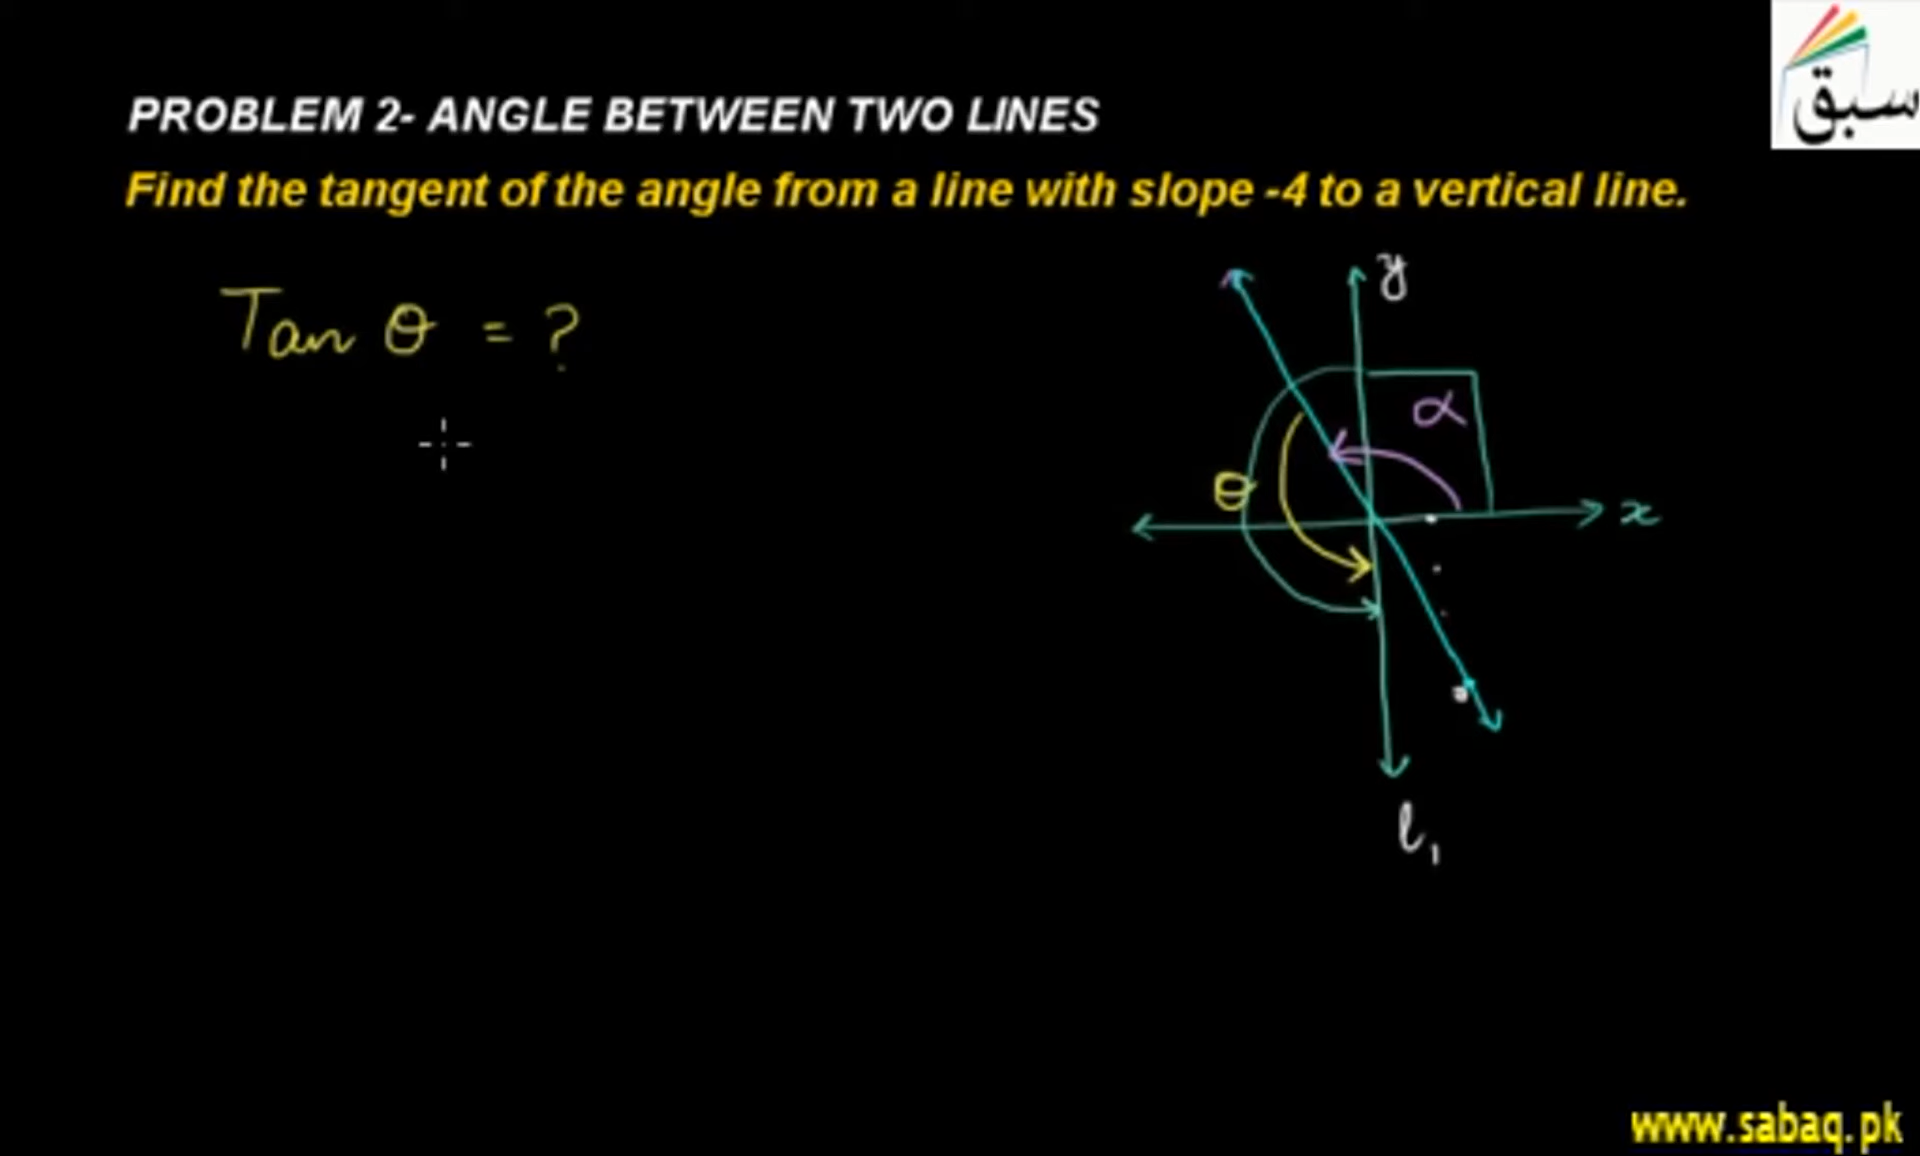 سبق
PROBLEM 2- ANGLE BETWEEN TWO LINES
Find the tangent of the angle from a line with slope -4 to a vertical line.
Tan θ = ?
y
α
θ
x
l₁
www.sabaq.pk